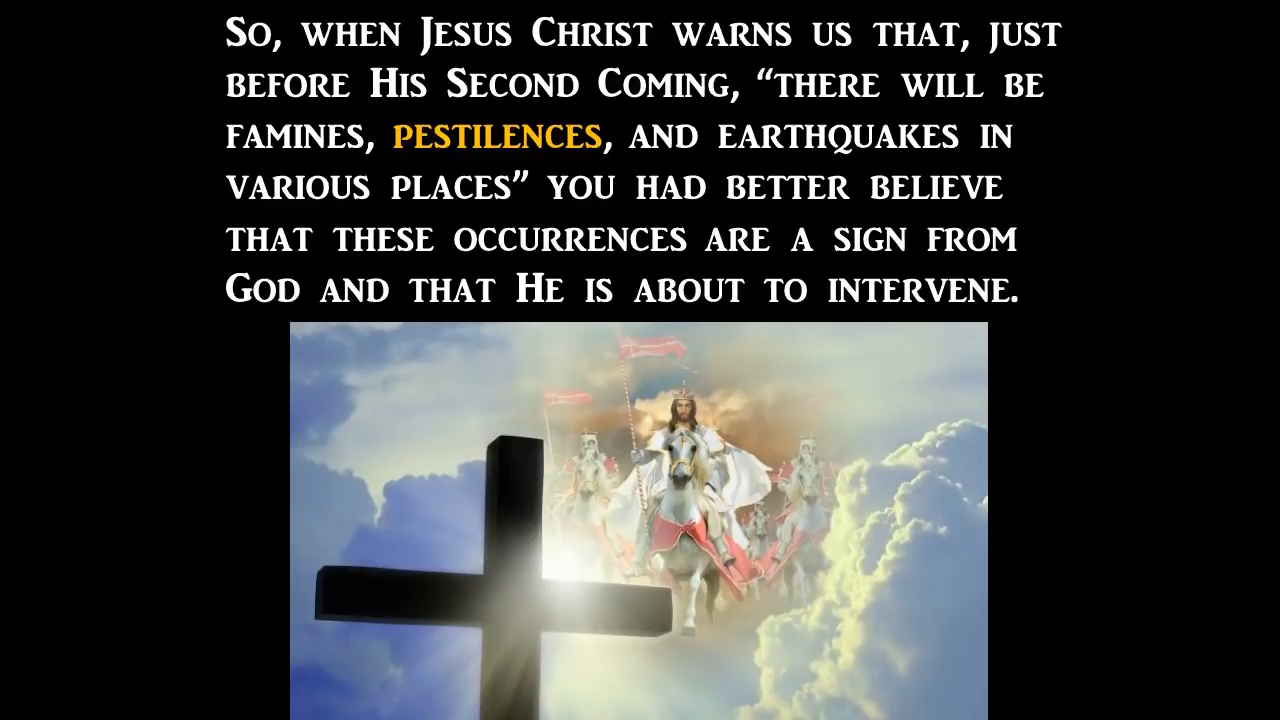 So, when Jesus Christ warns us that, just
before His Second Coming, “there will be
famines, pestilences, and earthquakes in
various places” you had better believe
that these occurrences are a sign from
God and that He is about to intervene.